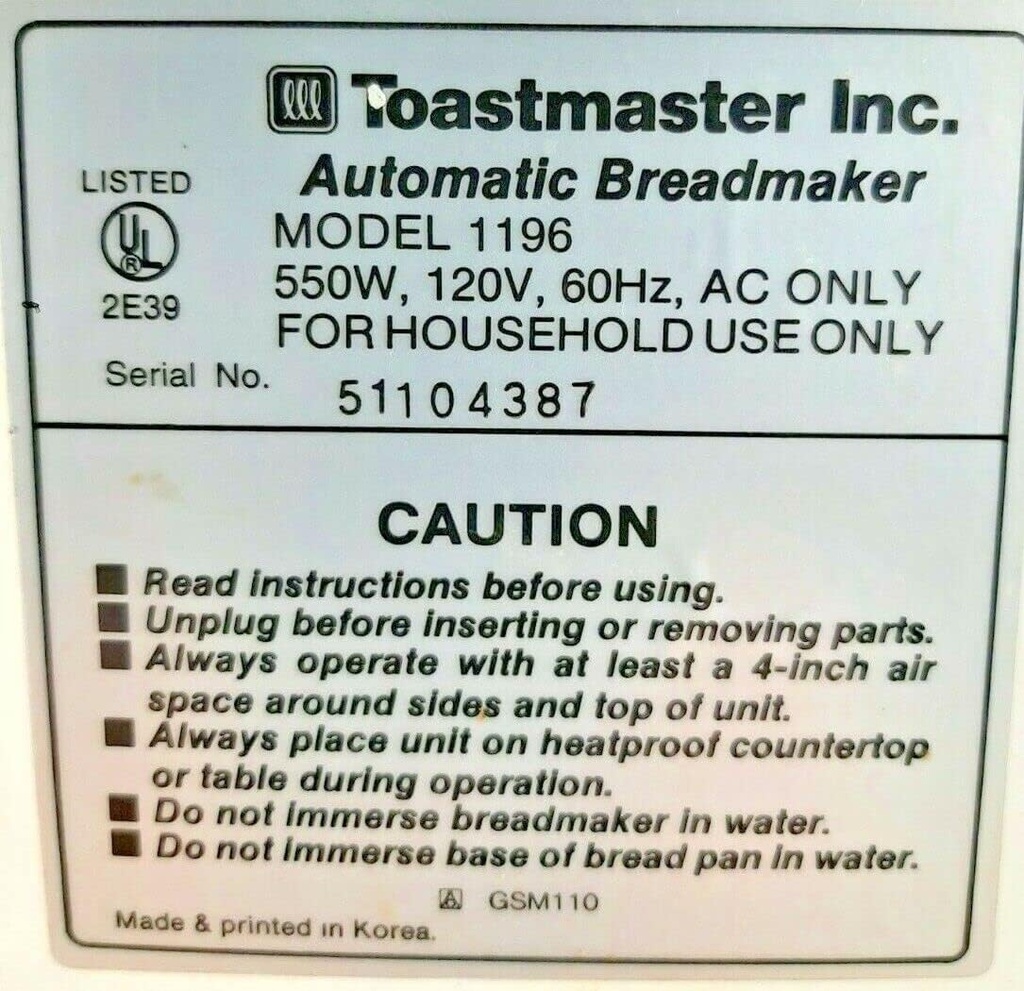 Toastmaster Inc.
Automatic Breadmaker
LISTED
UL
®
2E39
MODEL 1196
550W, 120V, 60Hz, AC ONLY
FOR HOUSEHOLD USE ONLY
Serial No. 51104387
CAUTION
■ Read instructions before using.
■ Unplug before inserting or removing parts.
■ Always operate with at least a 4-inch air
space around sides and top of unit.
■ Always place unit on heatproof countertop
or table during operation.
■ Do not immerse breadmaker in water.
■ Do not immerse base of bread pan in water.
A GSM110
Made & printed in Korea.